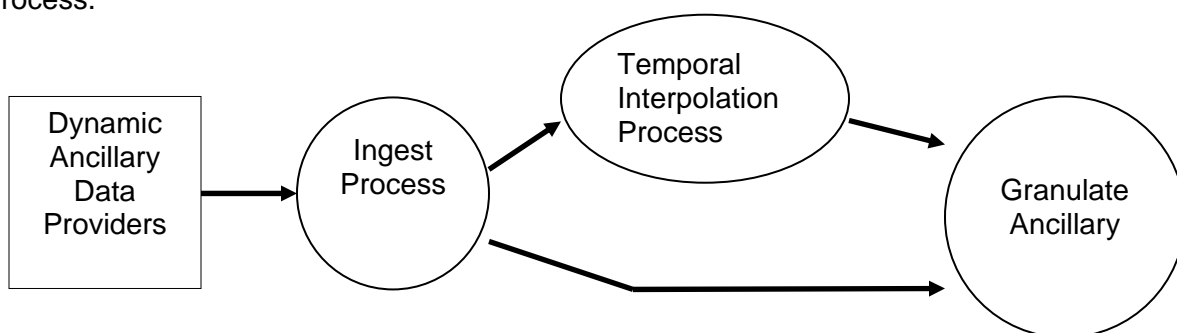 rocess.
Dynamic
Ancillary
Data
Providers
Ingest
Process
Temporal
Interpolation
Process
Granulate
Ancillary